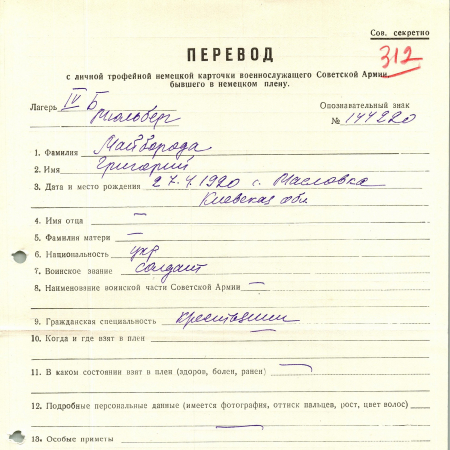 Сов. секретно
312
ПЕРЕВОД
с личной трофейной немецкой карточки военнослужащего Советской Армии,
бывшего в немецком плену.
Лагерь IV Б
Мюльберг
Опознавательный знак
№ 144220
1. Фамилия Майборода
2. Имя Григорий
3. Дата и место рождения 27.4.1920 с. Масловка
Киевская обл
4. Имя отца —
5. Фамилия матери —
6. Национальность укр
7. Воинское звание солдат
8. Наименование воинской части Советской Армии —
9. Гражданская специальность крестьянин
10. Когда и где взят в плен —
11. В каком состоянии взят в плен (здоров, болен, ранен) —
12. Подробные персональные данные (имеется фотография, оттиск пальцев, рост, цвет волос)
—
13. Особые приметы —